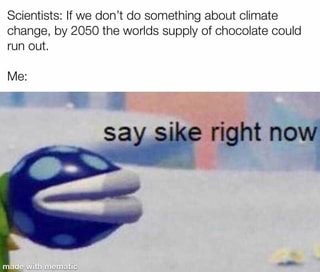 Scientists: If we don't do something about climate
change, by 2050 the worlds supply of chocolate could
run out.
Me:
say sike right now
made with mematic